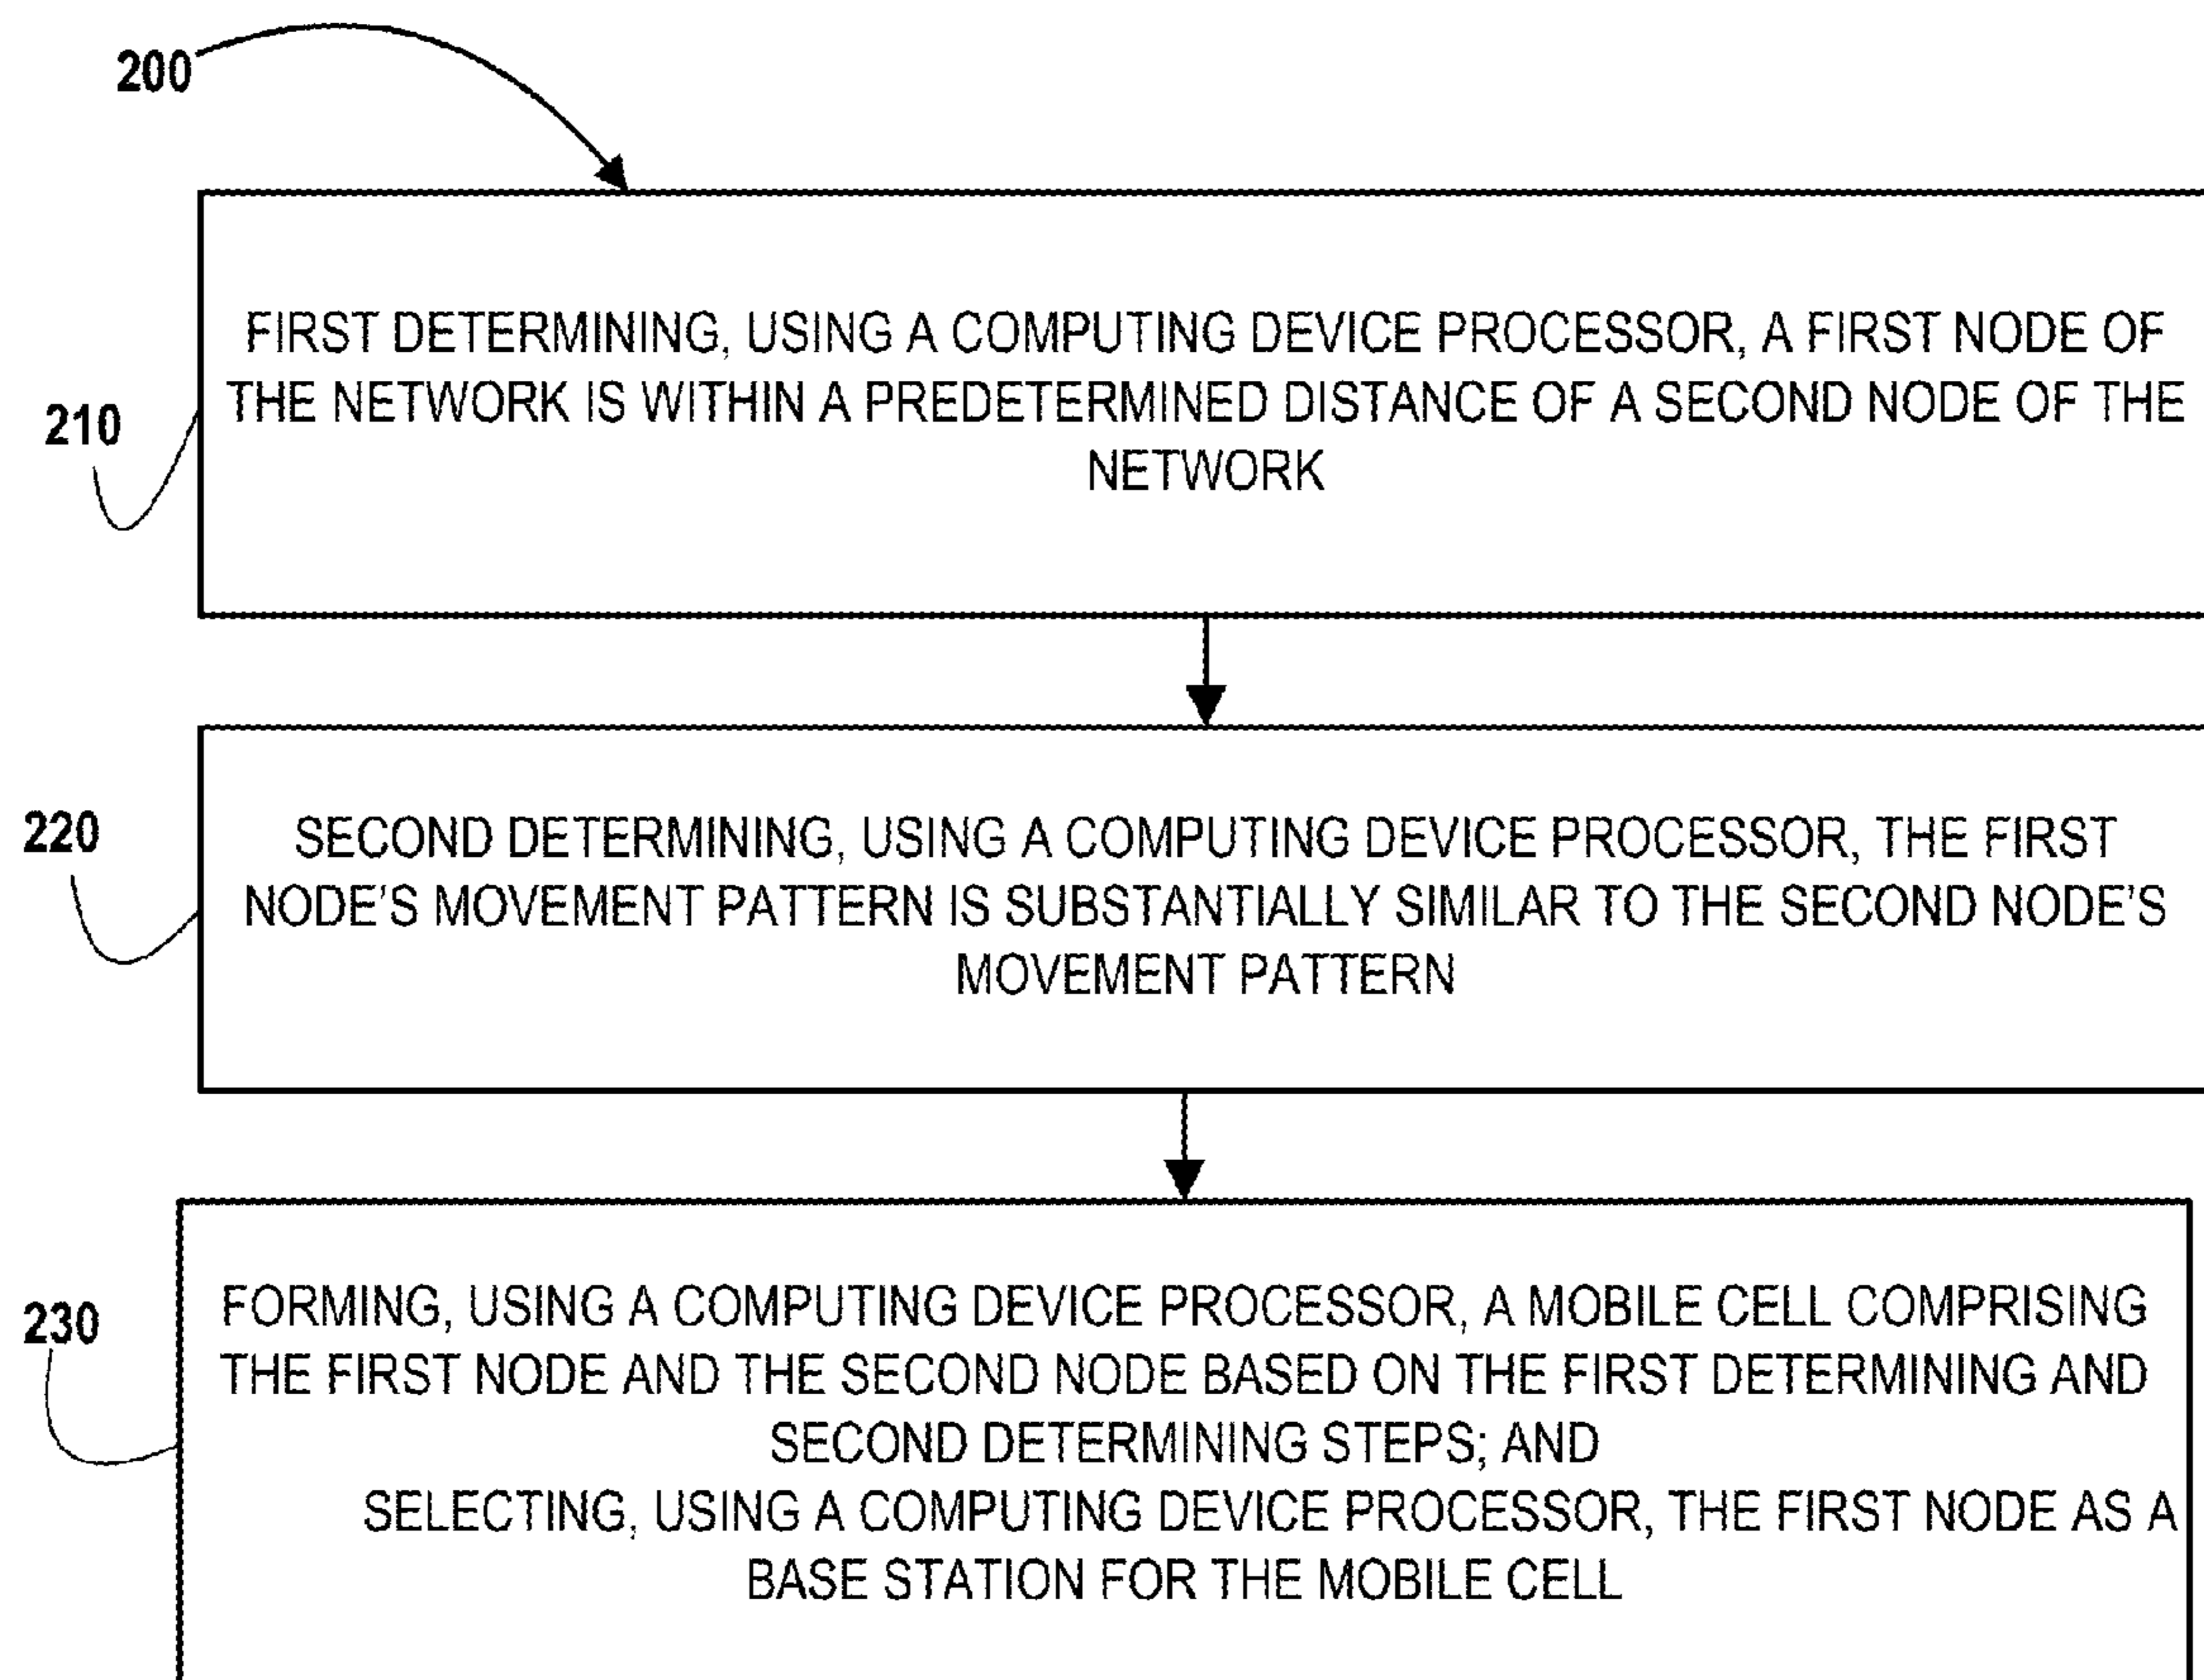 200
FIRST DETERMINING, USING A COMPUTING DEVICE PROCESSOR, A FIRST NODE OF
THE NETWORK IS WITHIN A PREDETERMINED DISTANCE OF A SECOND NODE OF THE
NETWORK
210
SECOND DETERMINING, USING A COMPUTING DEVICE PROCESSOR, THE FIRST
NODE'S MOVEMENT PATTERN IS SUBSTANTIALLY SIMILAR TO THE SECOND NODE'S
MOVEMENT PATTERN
220
FORMING, USING A COMPUTING DEVICE PROCESSOR, A MOBILE CELL COMPRISING
THE FIRST NODE AND THE SECOND NODE BASED ON THE FIRST DETERMINING AND
SECOND DETERMINING STEPS; AND
SELECTING, USING A COMPUTING DEVICE PROCESSOR, THE FIRST NODE AS A
BASE STATION FOR THE MOBILE CELL
230